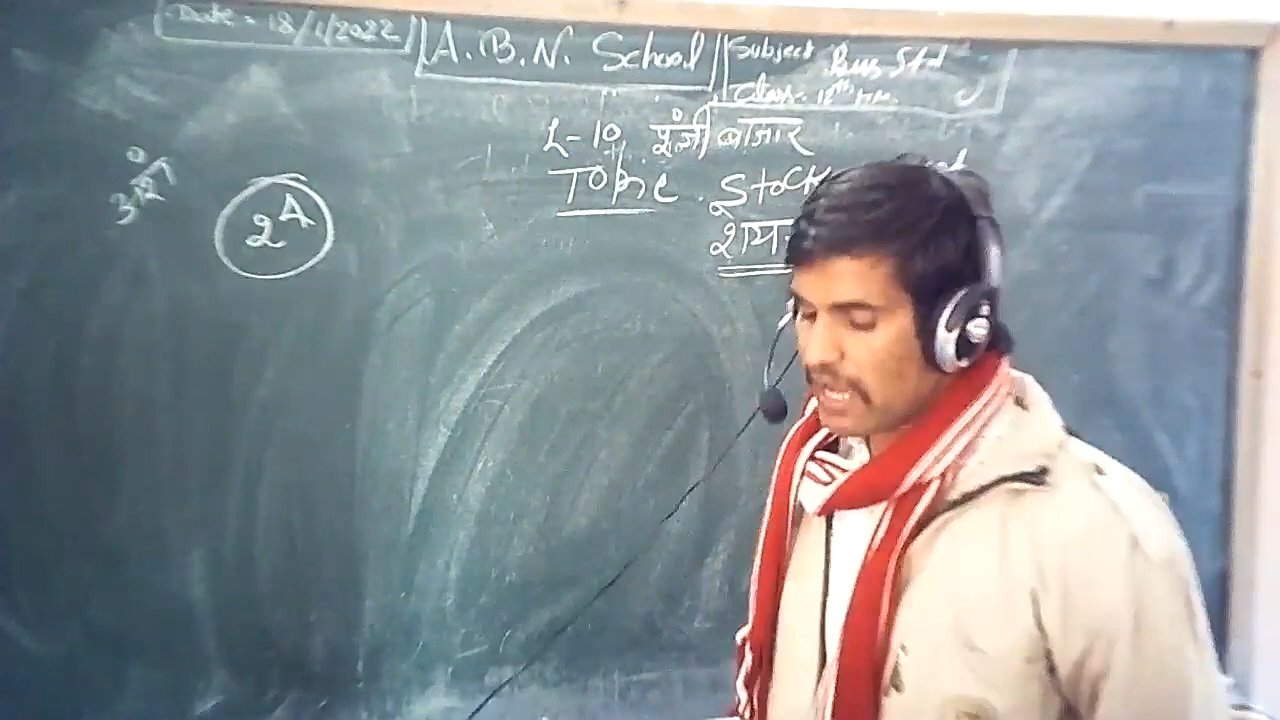 Date = 18/1/2022
A. B. N. School
Subject Bus Std
Class - 12th
L-10 पूंजी बाजार
Topic. Stock
शेय
2A